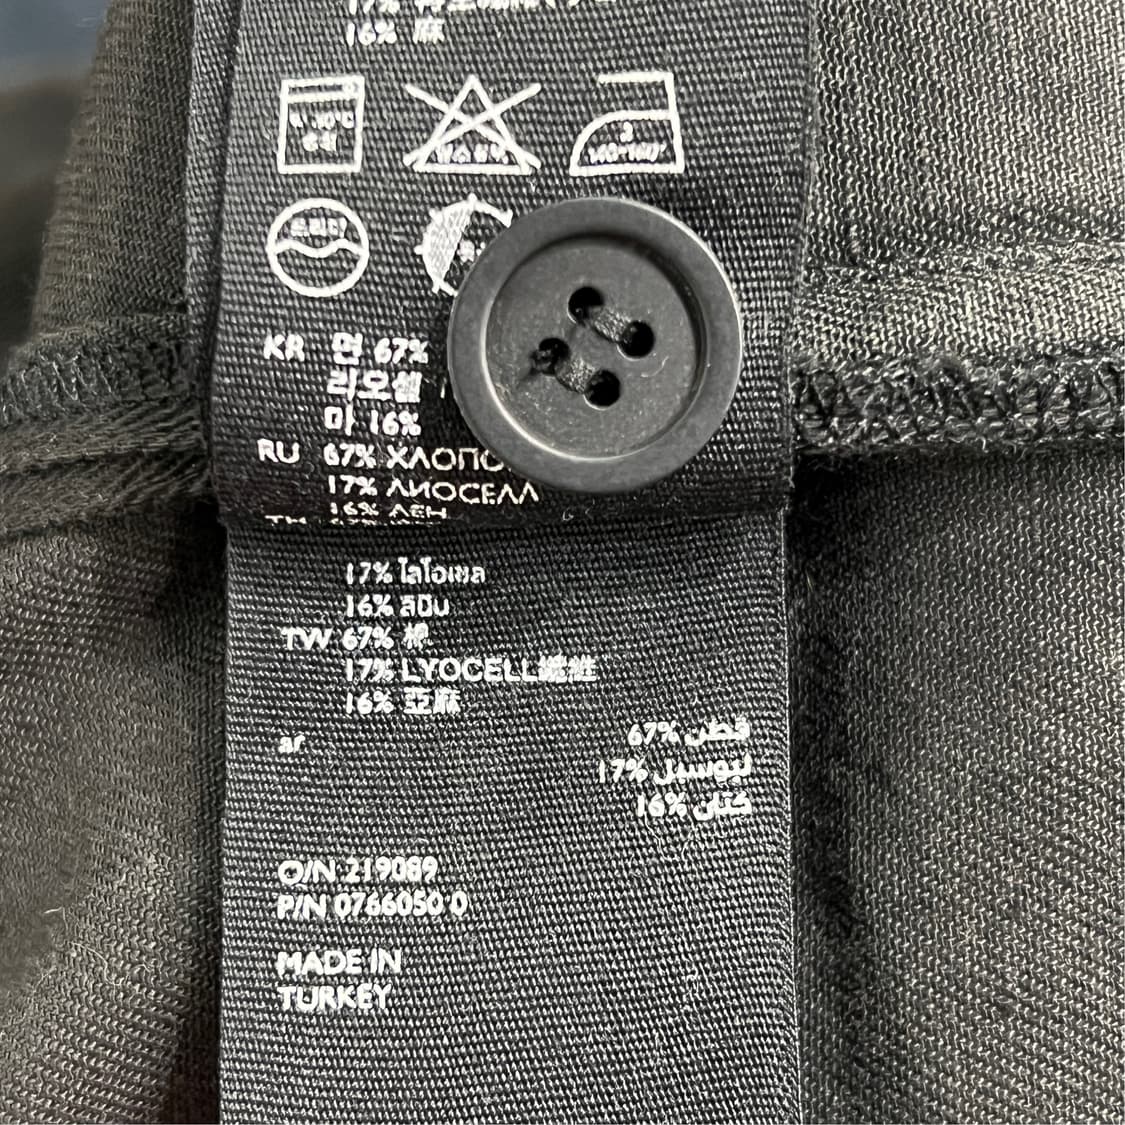 16% 麻
KR 면 67%
리오셀
마 16%
RU 67% ХЛОПО
17% ЛИОСЕЛЛ
16% ЛЕН
17% ไลโอเซล
16% ลินิน
TW 67% 棉
17% LYOCELL纖維
16% 亞麻
ar قطن %67
ليوسيل %17
كتان %16
O/N 219089
P/N 0766050 0
MADE IN
TURKEY